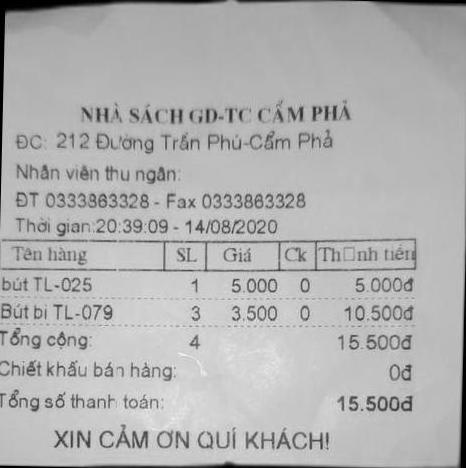 NHÀ SÁCH GD-TC CẨM PHẢ
ĐC: 212 Đường Trần Phú-Cẩm Phả
Nhân viên thu ngân:
ĐT 0333863328 - Fax 0333863328
Thời gian:20:39:09 - 14/08/2020
Tên hàng SL Giá Ck Th□nh tiền
bút TL-025 1 5.000 0 5.000đ
Bút bi TL-079 3 3.500 0 10.500đ
Tổng cộng: 4 15.500đ
Chiết khấu bán hàng: 0đ
Tổng số thanh toán: 15.500đ
XIN CẢM ƠN QUÍ KHÁCH!